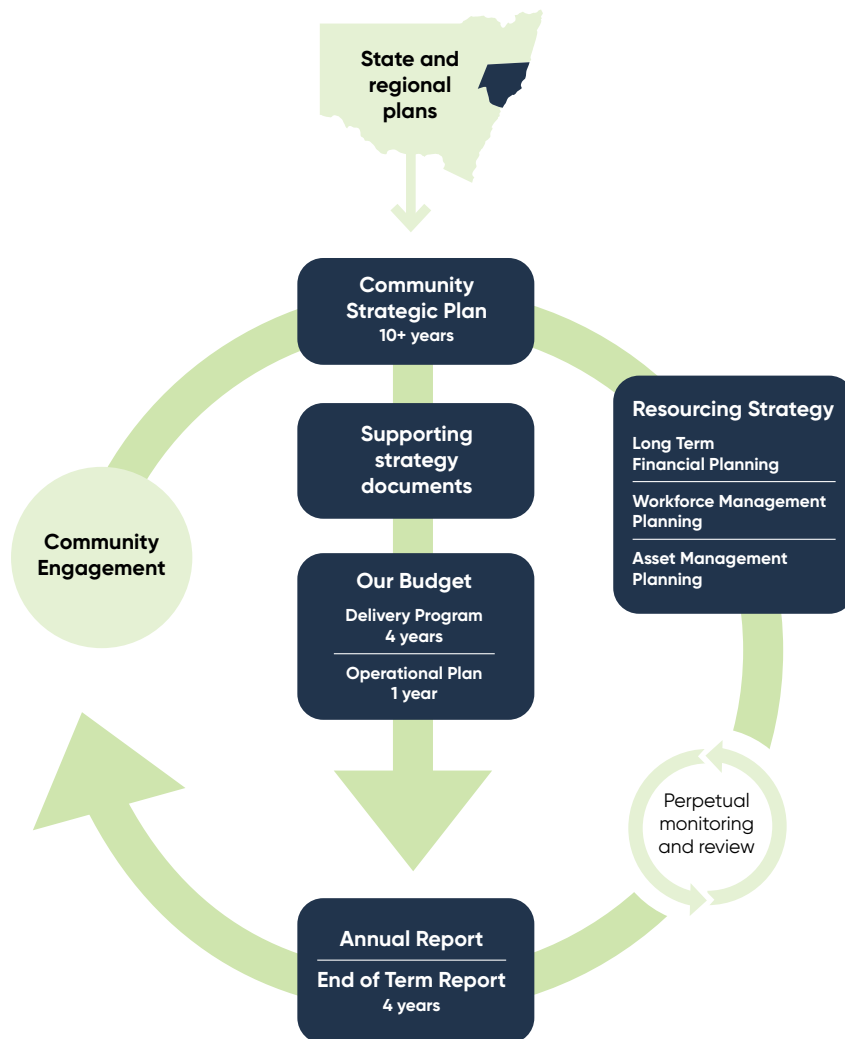 State and
regional
plans
Community
Strategic Plan
10+ years
Supporting
strategy
documents
Our Budget
Delivery Program
4 years
Operational Plan
1 year
Resourcing Strategy
Long Term
Financial Planning
Workforce Management
Planning
Asset Management
Planning
Community
Engagement
Perpetual
monitoring
and review
Annual Report
End of Term Report
4 years